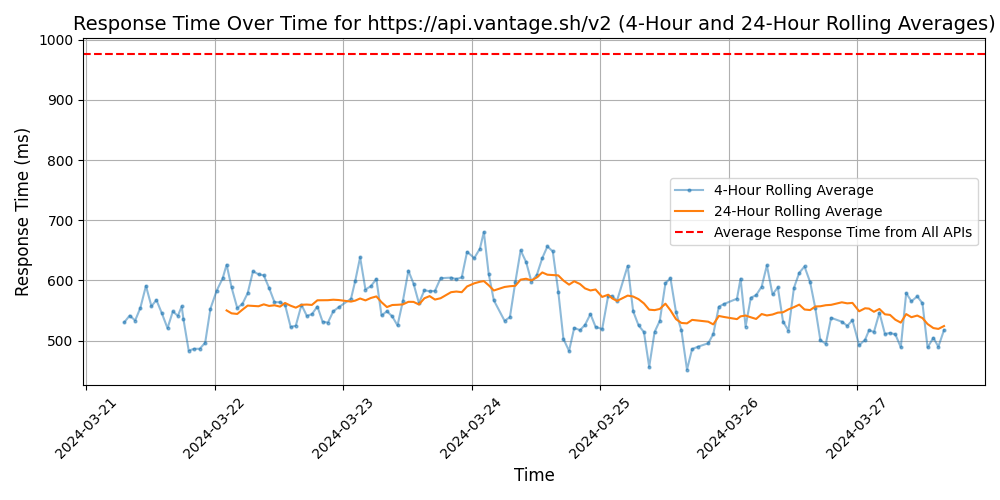 Response Time Over Time for https://api.vantage.sh/v2 (4-Hour and 24-Hour Rolling Averages)
1000
900
800
700
600
500
Response Time (ms)
4-Hour Rolling Average
24-Hour Rolling Average
Average Response Time from All APIs
2024-03-21
2024-03-22
2024-03-23
2024-03-24
2024-03-25
2024-03-26
2024-03-27
Time